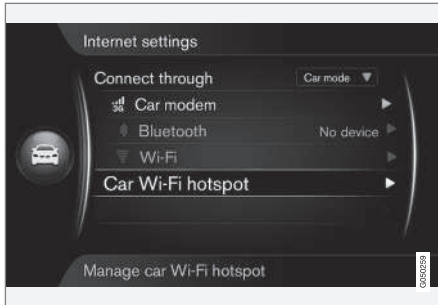 Internet settings
Connect through Car mode
3G Car modem
Bluetooth No device
Wi-Fi
Car Wi-Fi hotspot
Manage car Wi-Fi hotspot
G050259